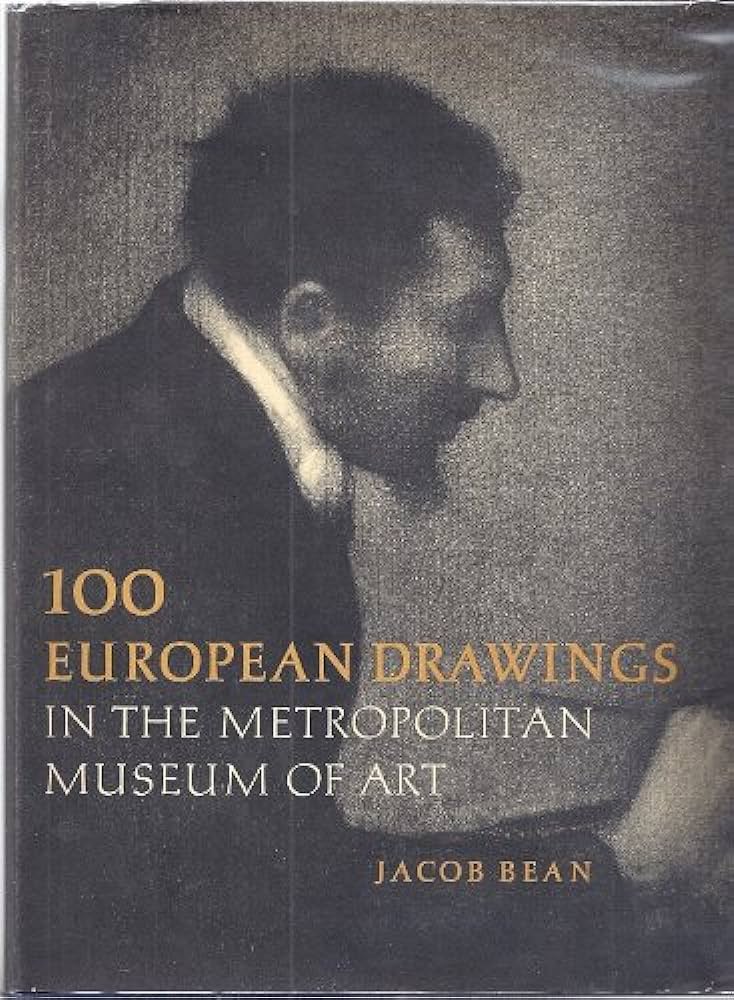 100
EUROPEAN DRAWINGS
IN THE METROPOLITAN
MUSEUM OF ART
JACOB BEAN